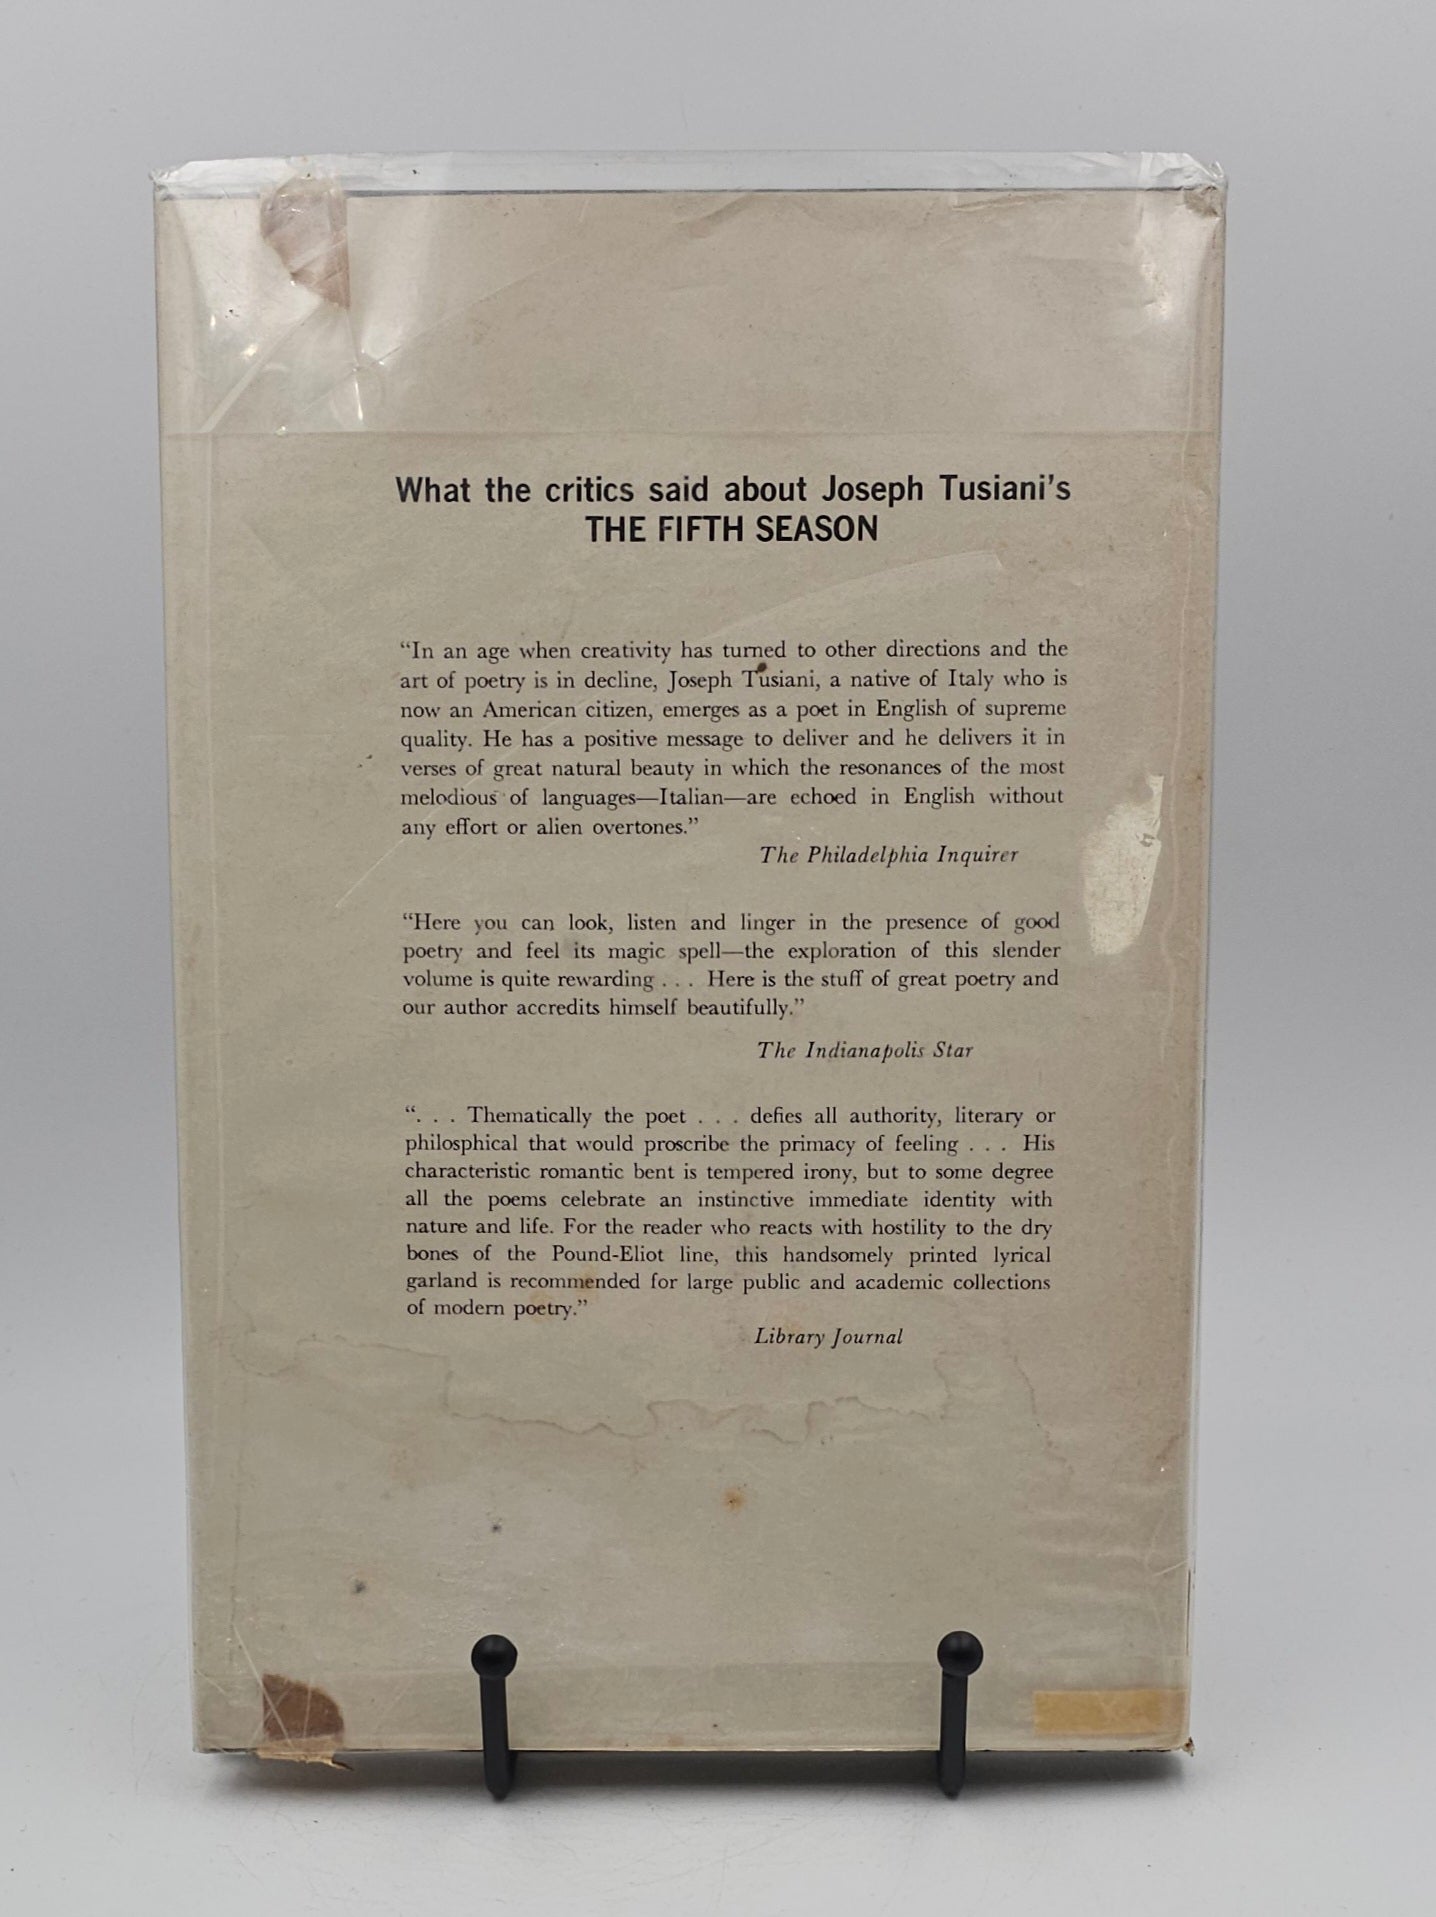 What the critics said about Joseph Tusiani's
THE FIFTH SEASON
“In an age when creativity has turned to other directions and the
art of poetry is in decline, Joseph Tusiani, a native of Italy who is
now an American citizen, emerges as a poet in English of supreme
quality. He has a positive message to deliver and he delivers it in
verses of great natural beauty in which the resonances of the most
melodious of languages—Italian—are echoed in English without
any effort or alien overtones.”
The Philadelphia Inquirer
“Here you can look, listen and linger in the presence of good
poetry and feel its magic spell—the exploration of this slender
volume is quite rewarding . . . Here is the stuff of great poetry and
our author accredits himself beautifully.”
The Indianapolis Star
“. . . Thematically the poet . . . defies all authority, literary or
philosphical that would proscribe the primacy of feeling . . . His
characteristic romantic bent is tempered irony, but to some degree
all the poems celebrate an instinctive immediate identity with
nature and life. For the reader who reacts with hostility to the dry
bones of the Pound-Eliot line, this handsomely printed lyrical
garland is recommended for large public and academic collections
of modern poetry.”
Library Journal